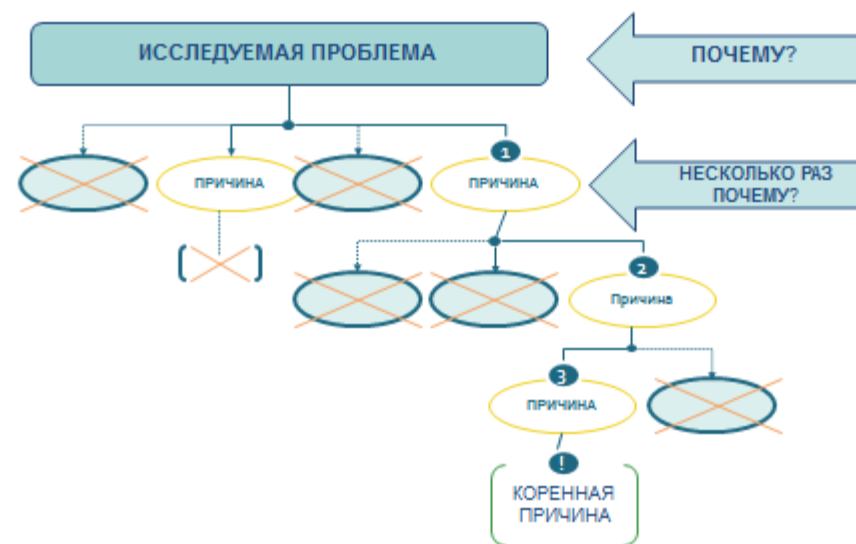 ИССЛЕДУЕМАЯ ПРОБЛЕМА
ПОЧЕМУ?
1
ПРИЧИНА
ПРИЧИНА
НЕСКОЛЬКО РАЗ
ПОЧЕМУ?
2
Причина
3
ПРИЧИНА
!
КОРЕННАЯ
ПРИЧИНА